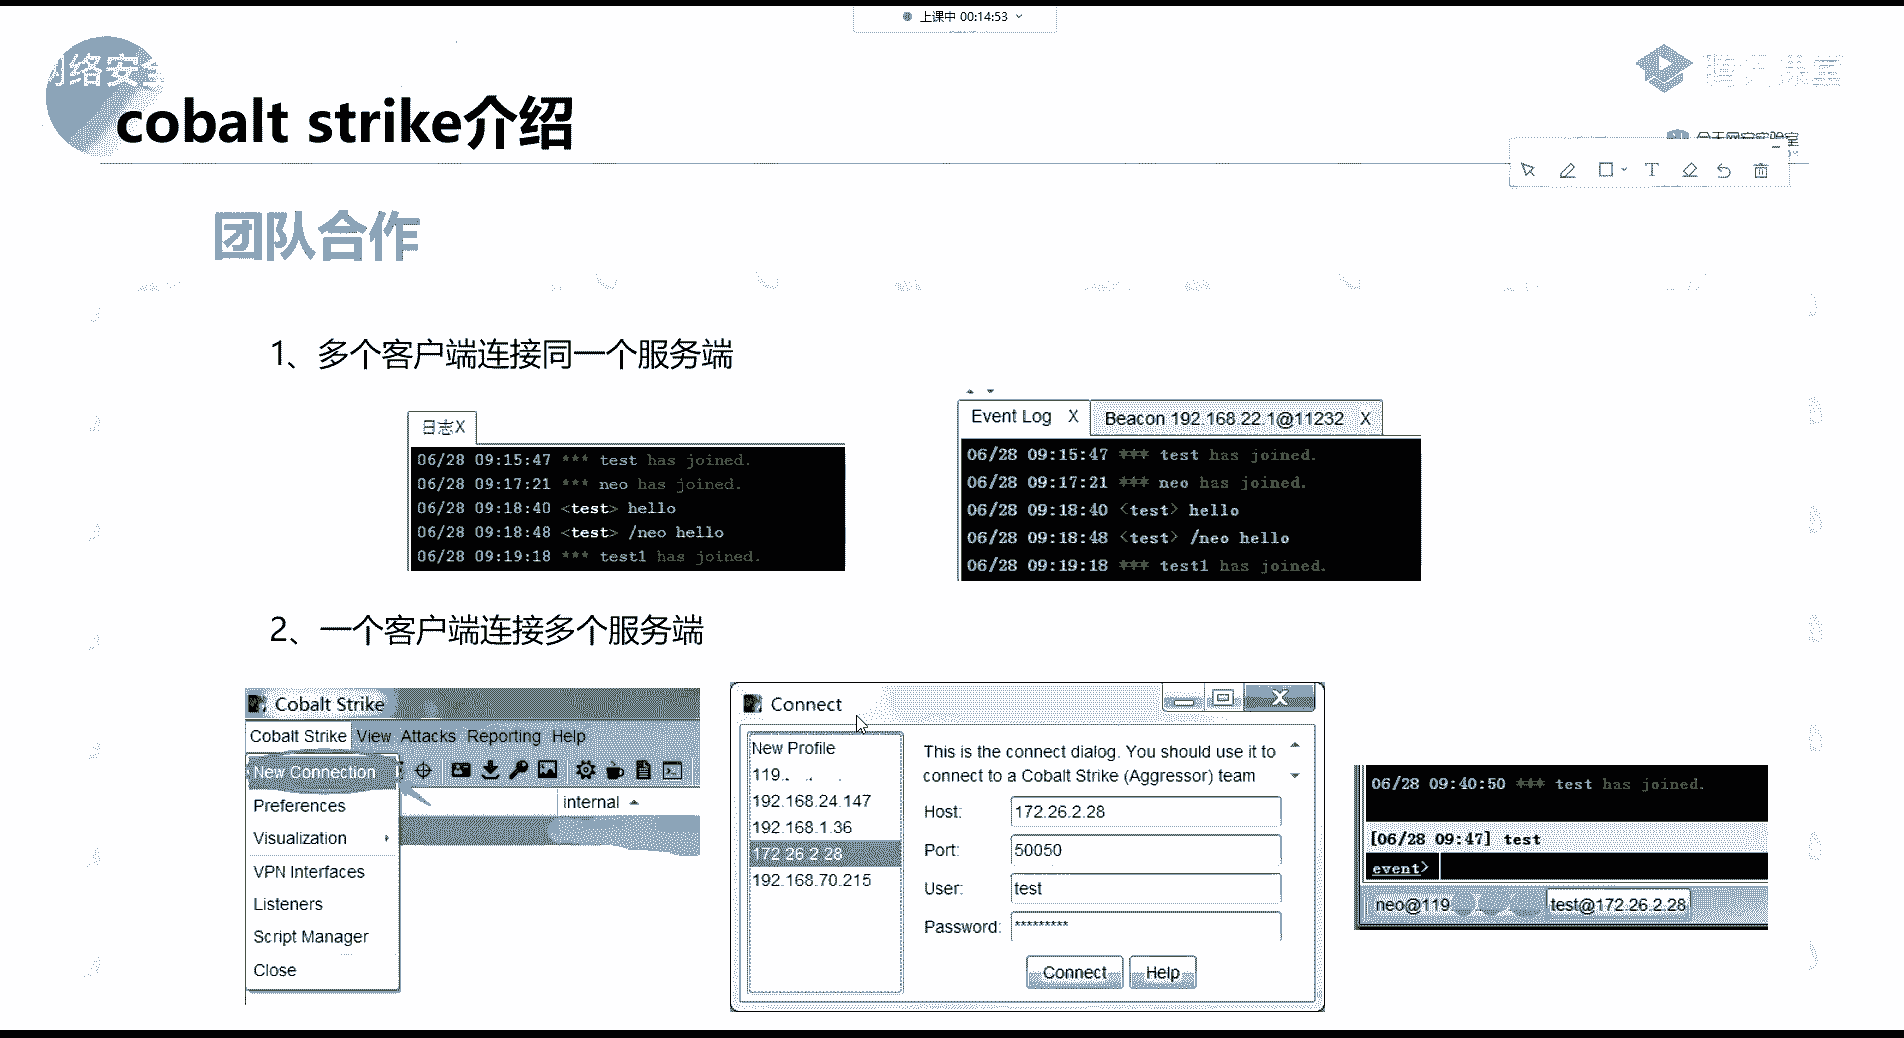 上课中 00:14:53
网络安全
cobalt strike介绍
团队合作
1、多个客户端连接同一个服务端
日志X
06/28 09:15:47 *** test has joined.
06/28 09:17:21 *** neo has joined.
06/28 09:18:40 <test> hello
06/28 09:18:48 <test> /neo hello
06/28 09:19:18 *** test1 has joined.
Event Log X
Beacon 192.168.22.1@11232 X
06/28 09:15:47 *** test has joined.
06/28 09:17:21 *** neo has joined.
06/28 09:18:40 <test> hello
06/28 09:18:48 <test> /neo hello
06/28 09:19:18 *** test1 has joined.
2、一个客户端连接多个服务端
Cobalt Strike
Cobalt Strike View Attacks Reporting Help
New Connection
Preferences
Visualization
VPN Interfaces
Listeners
Script Manager
Close
internal
Connect
New Profile
119.
192.168.24.147
192.168.1.36
172.26.2.28
192.168.70.215
This is the connect dialog. You should use it to
connect to a Cobalt Strike (Aggressor) team
Host: 172.26.2.28
Port: 50050
User: test
Password: *********
Connect Help
06/28 09:40:50 *** test has joined.
[06/28 09:47] test
event>
neo@119
test@172.26.2.28